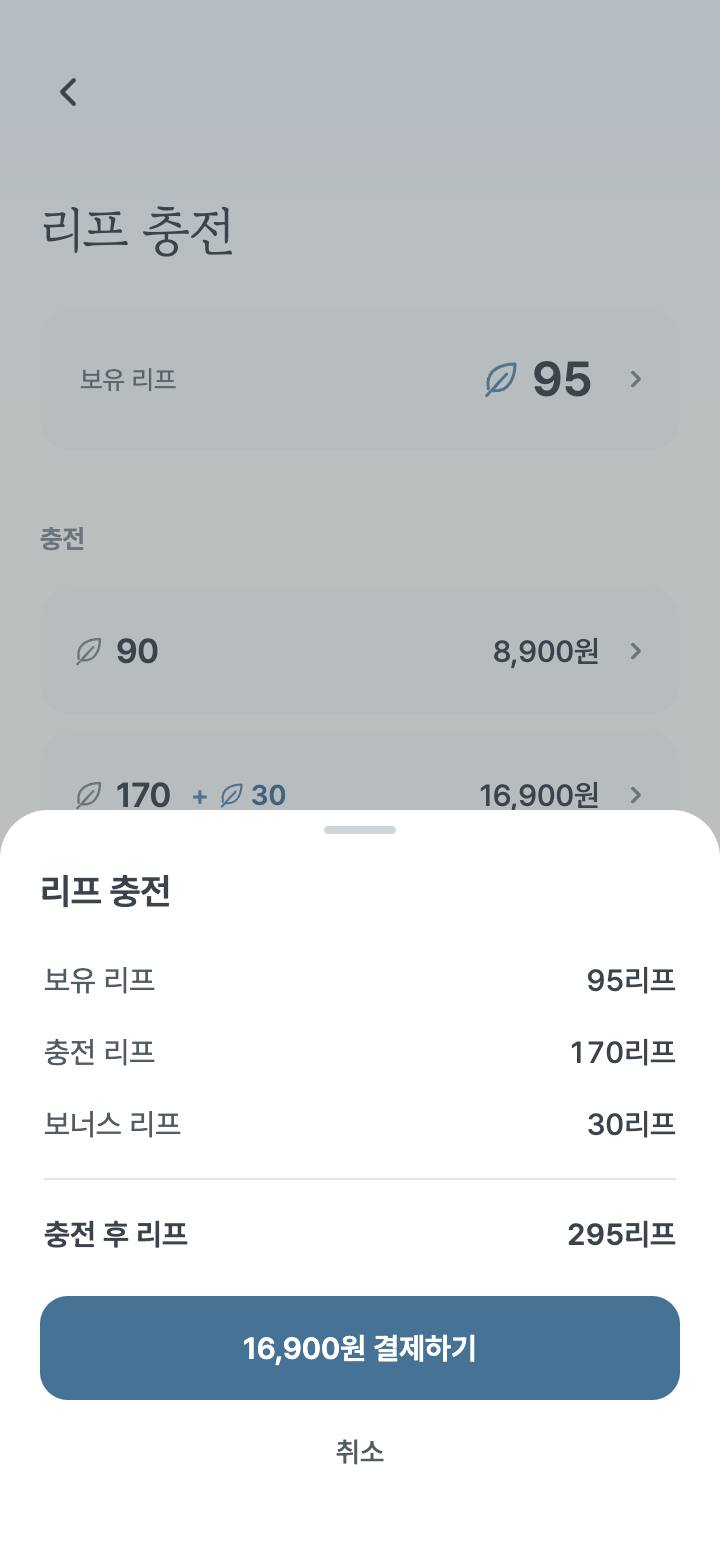 리프 충전
보유 리프 95
충전
90 8,900원
170 + 30 16,900원
리프 충전
보유 리프 95리프
충전 리프 170리프
보너스 리프 30리프
충전 후 리프 295리프
16,900원 결제하기
취소